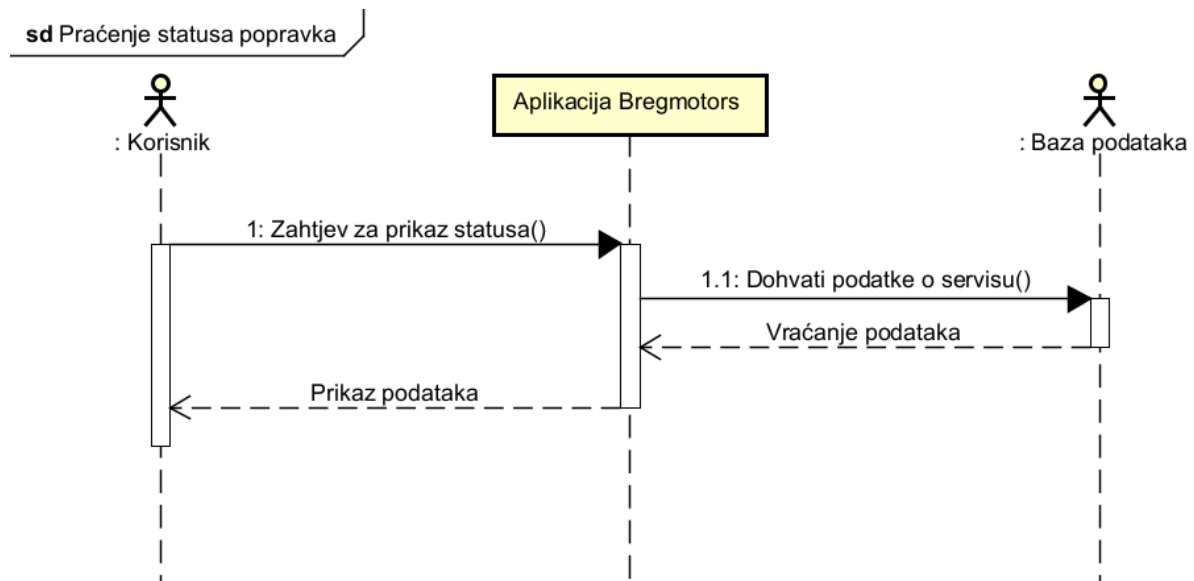 sd Praćenje statusa popravka
: Korisnik
Aplikacija Bregmotors
: Baza podataka
1: Zahtjev za prikaz statusa()
1.1: Dohvati podatke o servisu()
Vraćanje podataka
Prikaz podataka